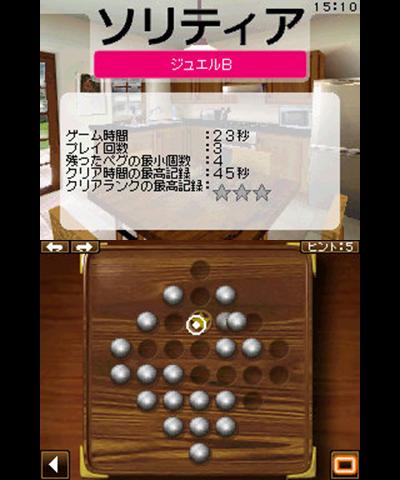 15:10
ソリティア
ジュエルB
ゲーム時間 :23秒
プレイ回数 :3
残ったペグの最小個数 :4
クリア時間の最高記録 :45秒
クリアランクの最高記録:☆☆☆
ヒント:5